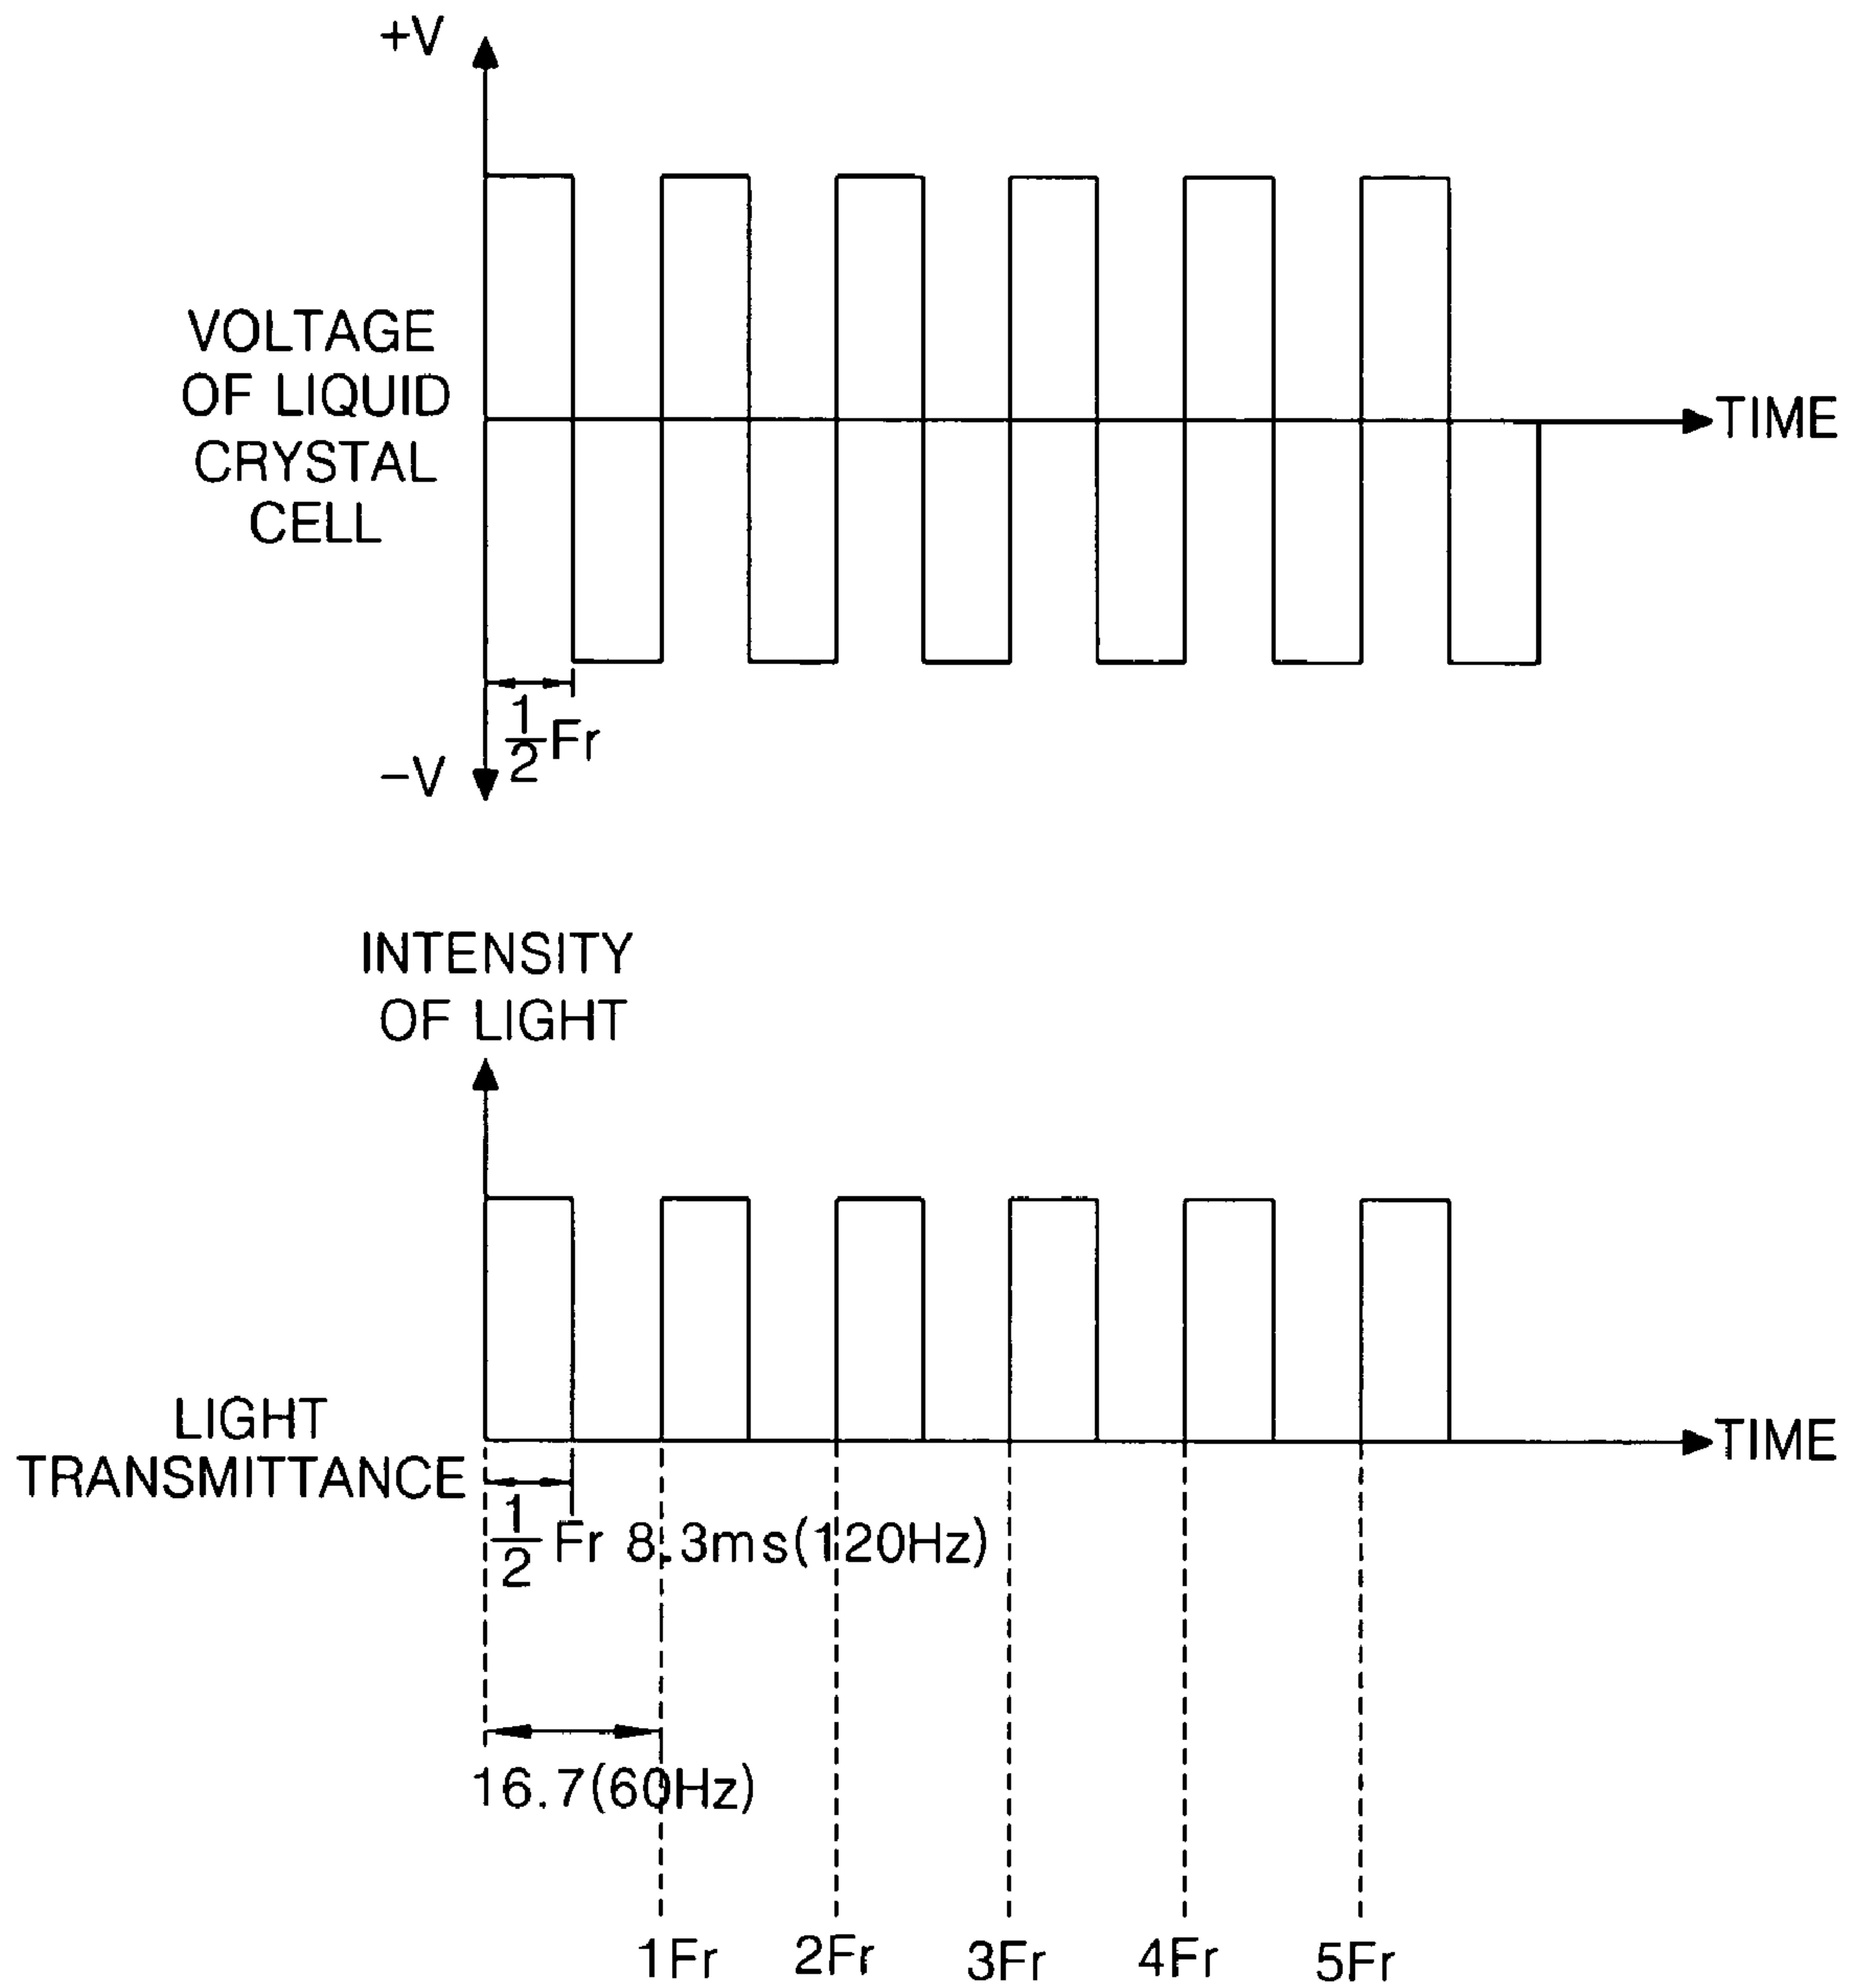 +V
VOLTAGE
OF LIQUID
CRYSTAL
CELL
TIME
1/2 Fr
−V
INTENSITY
OF LIGHT
LIGHT
TRANSMITTANCE
TIME
1/2 Fr 8.3ms(120Hz)
16.7(60Hz)
1Fr 2Fr 3Fr 4Fr 5Fr